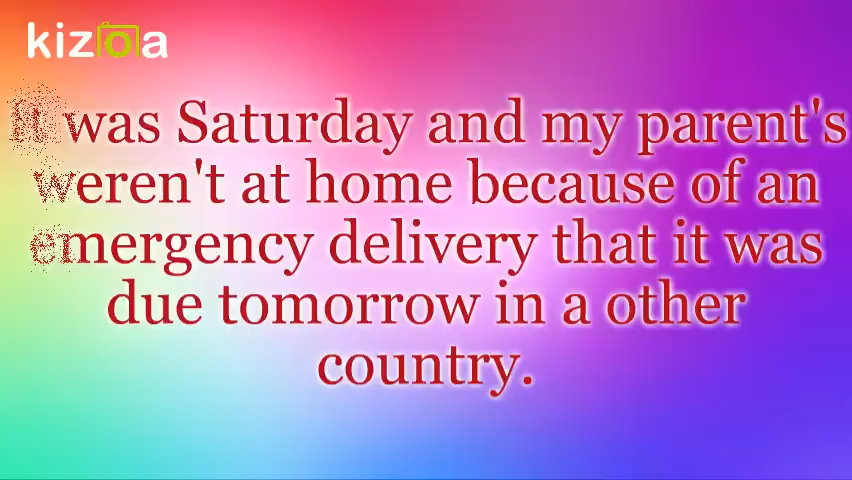 kizoa
It was Saturday and my parent's
weren't at home because of an
emergency delivery that it was
due tomorrow in a other
country.